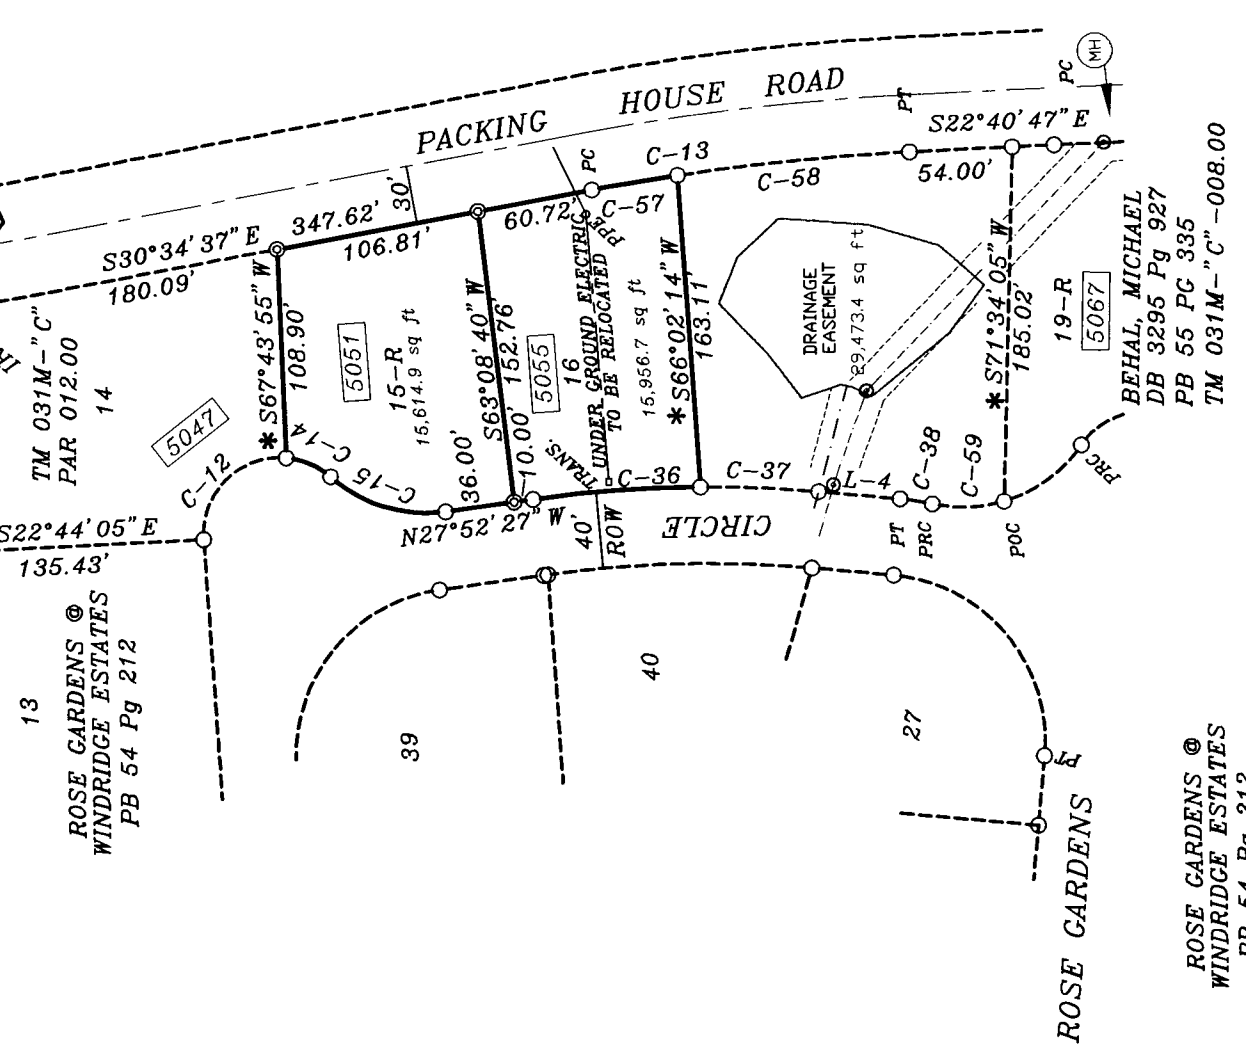 PACKING HOUSE ROAD
MH
PC
PT
S22°40'47"E
54.00'
C-58
C-13
PC
C-57
60.72'
30'
347.62'
106.81'
S30°34'37"E
180.09'
TM 031M-"C"
PAR 012.00
14
5047
* S67°43'55"W
108.90'
5051
15-R
15,614.9 sq ft
S63°08'40"W
152.76'
5055
16
UNDER GROUND ELECTRIC
TO BE RELOCATED
PPE
TRANS.
15,956.7 sq ft
* S66°02'14"W
163.11'
DRAINAGE
EASEMENT
29,473.4 sq ft
* S71°34'05"W
185.02'
19-R
5067
BEHAL, MICHAEL
DB 3295 Pg 927
PB 55 PG 335
TM 031M-"C"-008.00
C-12
C-14
C-15
36.00'
10.00'
N27°52'27"W
C-36
C-37
L-4
C-38
C-59
PRC
PT
PRC
POC
40'
ROW
CIRCLE
S22°44'05"E
135.43'
13
ROSE GARDENS @
WINDRIDGE ESTATES
PB 54 Pg 212
39
40
27
PT
ROSE GARDENS
ROSE GARDENS @
WINDRIDGE ESTATES
PB 54 Pg 212